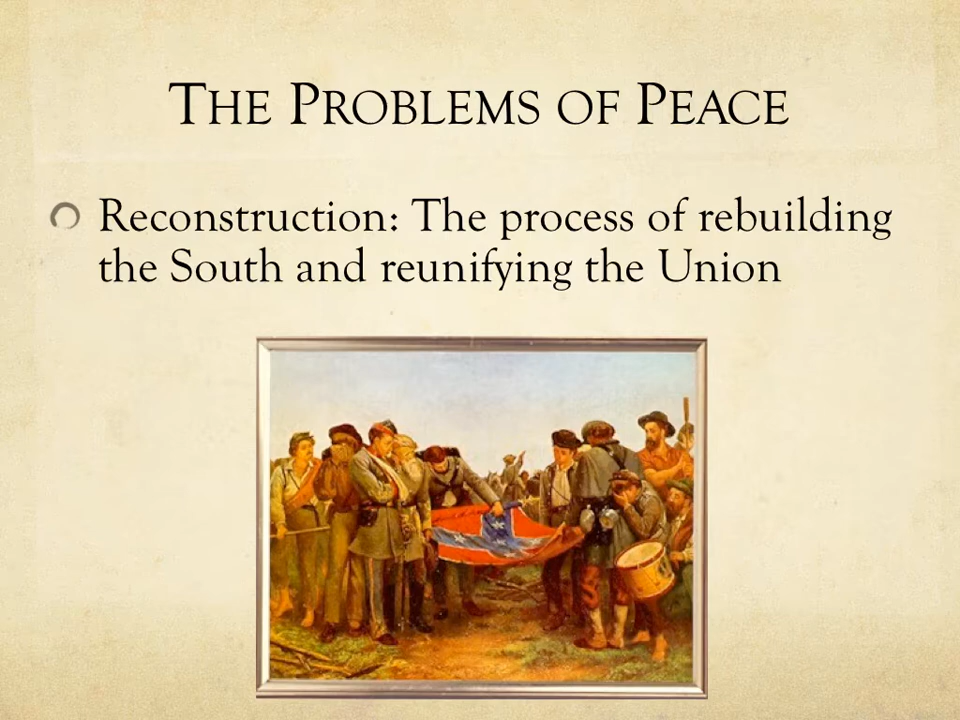 THE PROBLEMS OF PEACE
Reconstruction: The process of rebuilding
the South and reunifying the Union